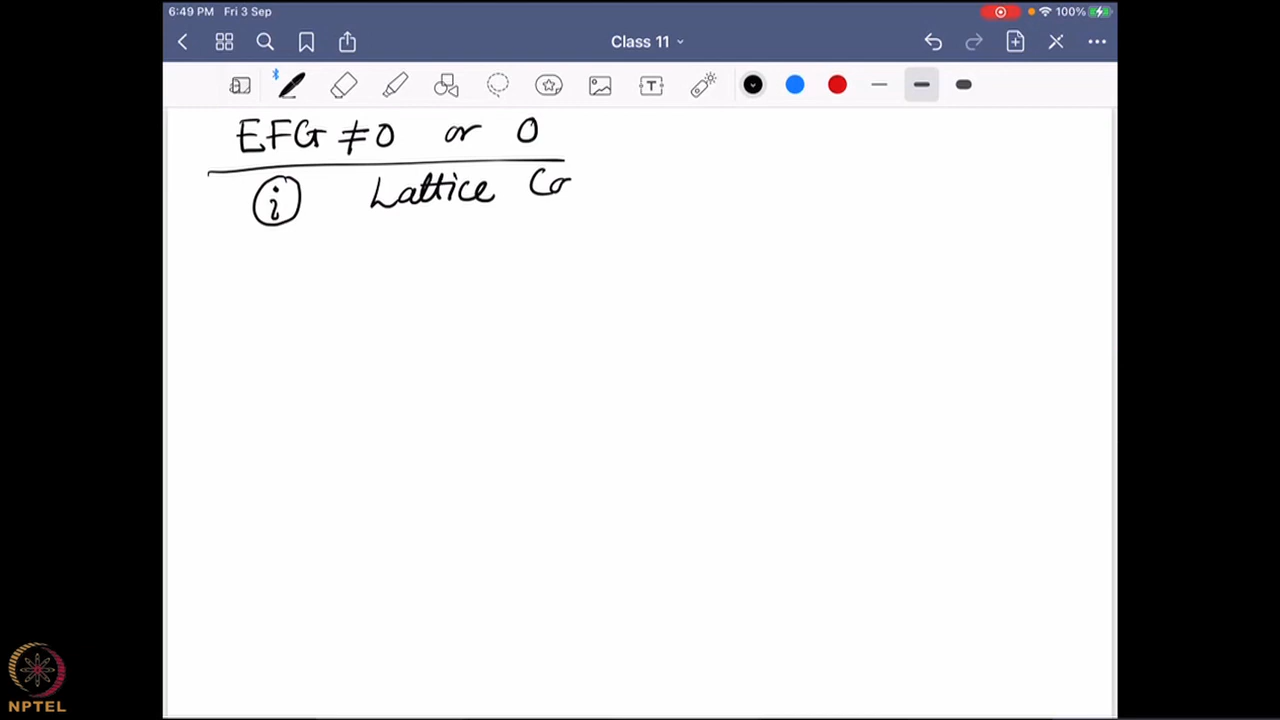 6:49 PM Fri 3 Sep 100%
Class 11
T
EFG ≠ 0 or 0
i Lattice Co
NPTEL